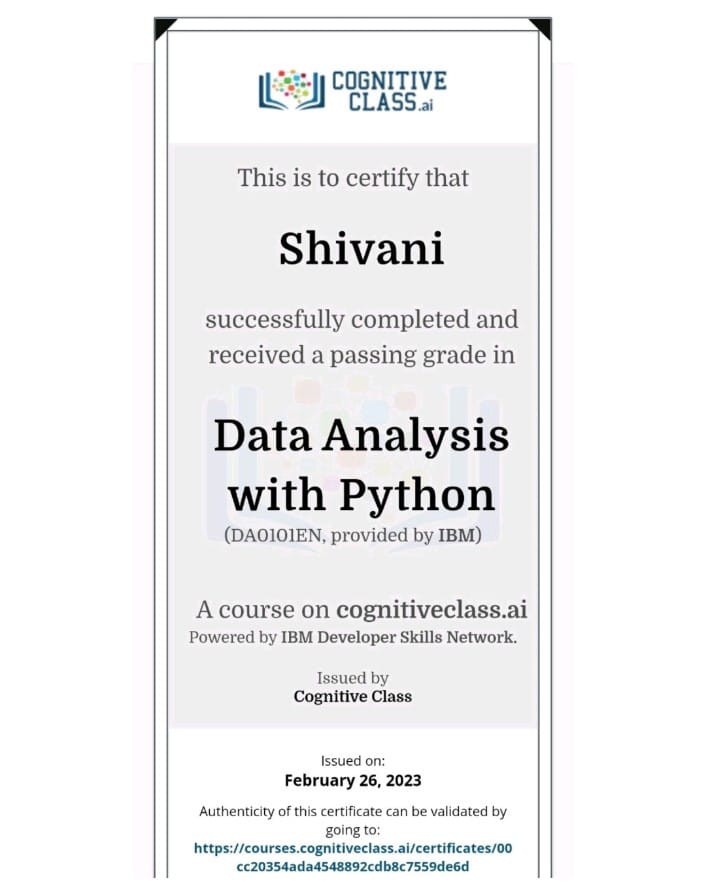 COGNITIVE
CLASS.ai
This is to certify that
Shivani
successfully completed and
received a passing grade in
Data Analysis
with Python
(DA0101EN, provided by IBM)
A course on cognitiveclass.ai
Powered by IBM Developer Skills Network.
Issued by
Cognitive Class
Issued on:
February 26, 2023
Authenticity of this certificate can be validated by
going to:
https://courses.cognitiveclass.ai/certificates/00
cc20354ada4548892cdb8c7559de6d